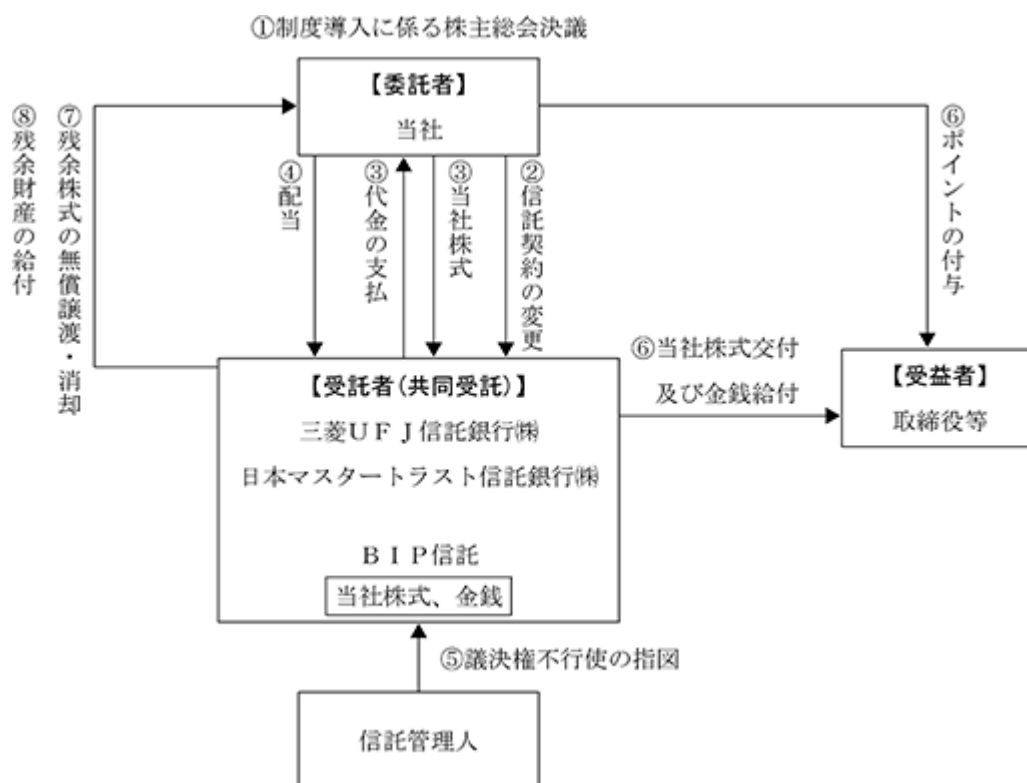 ①制度導入に係る株主総会決議
【委託者】
当社
⑧残余財産の給付
⑦残余株式の無償譲渡・消却
④配当
③代金の支払
③当社株式
②信託契約の変更
⑥ポイントの付与
【受託者(共同受託)】
三菱UFJ信託銀行㈱
日本マスタートラスト信託銀行㈱
BIP信託
当社株式、金銭
⑥当社株式交付
及び金銭給付
【受益者】
取締役等
⑤議決権不行使の指図
信託管理人